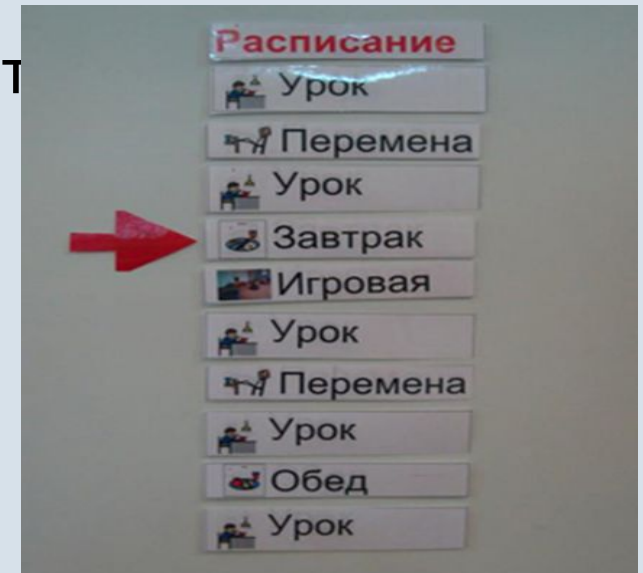 Расписание
Урок
Перемена
Урок
Завтрак
Игровая
Урок
Перемена
Урок
Обед
Урок